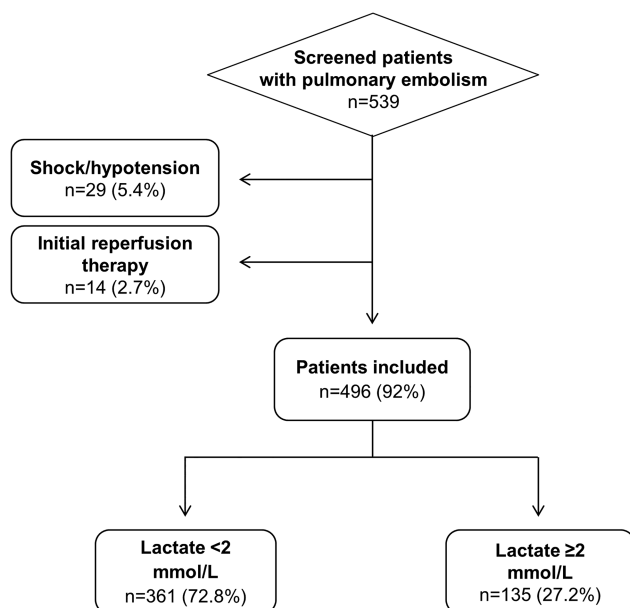 Screened patients
with pulmonary embolism
n=539
Shock/hypotension
n=29 (5.4%)
Initial reperfusion
therapy
n=14 (2.7%)
Patients included
n=496 (92%)
Lactate <2
mmol/L
n=361 (72.8%)
Lactate ≥2
mmol/L
n=135 (27.2%)